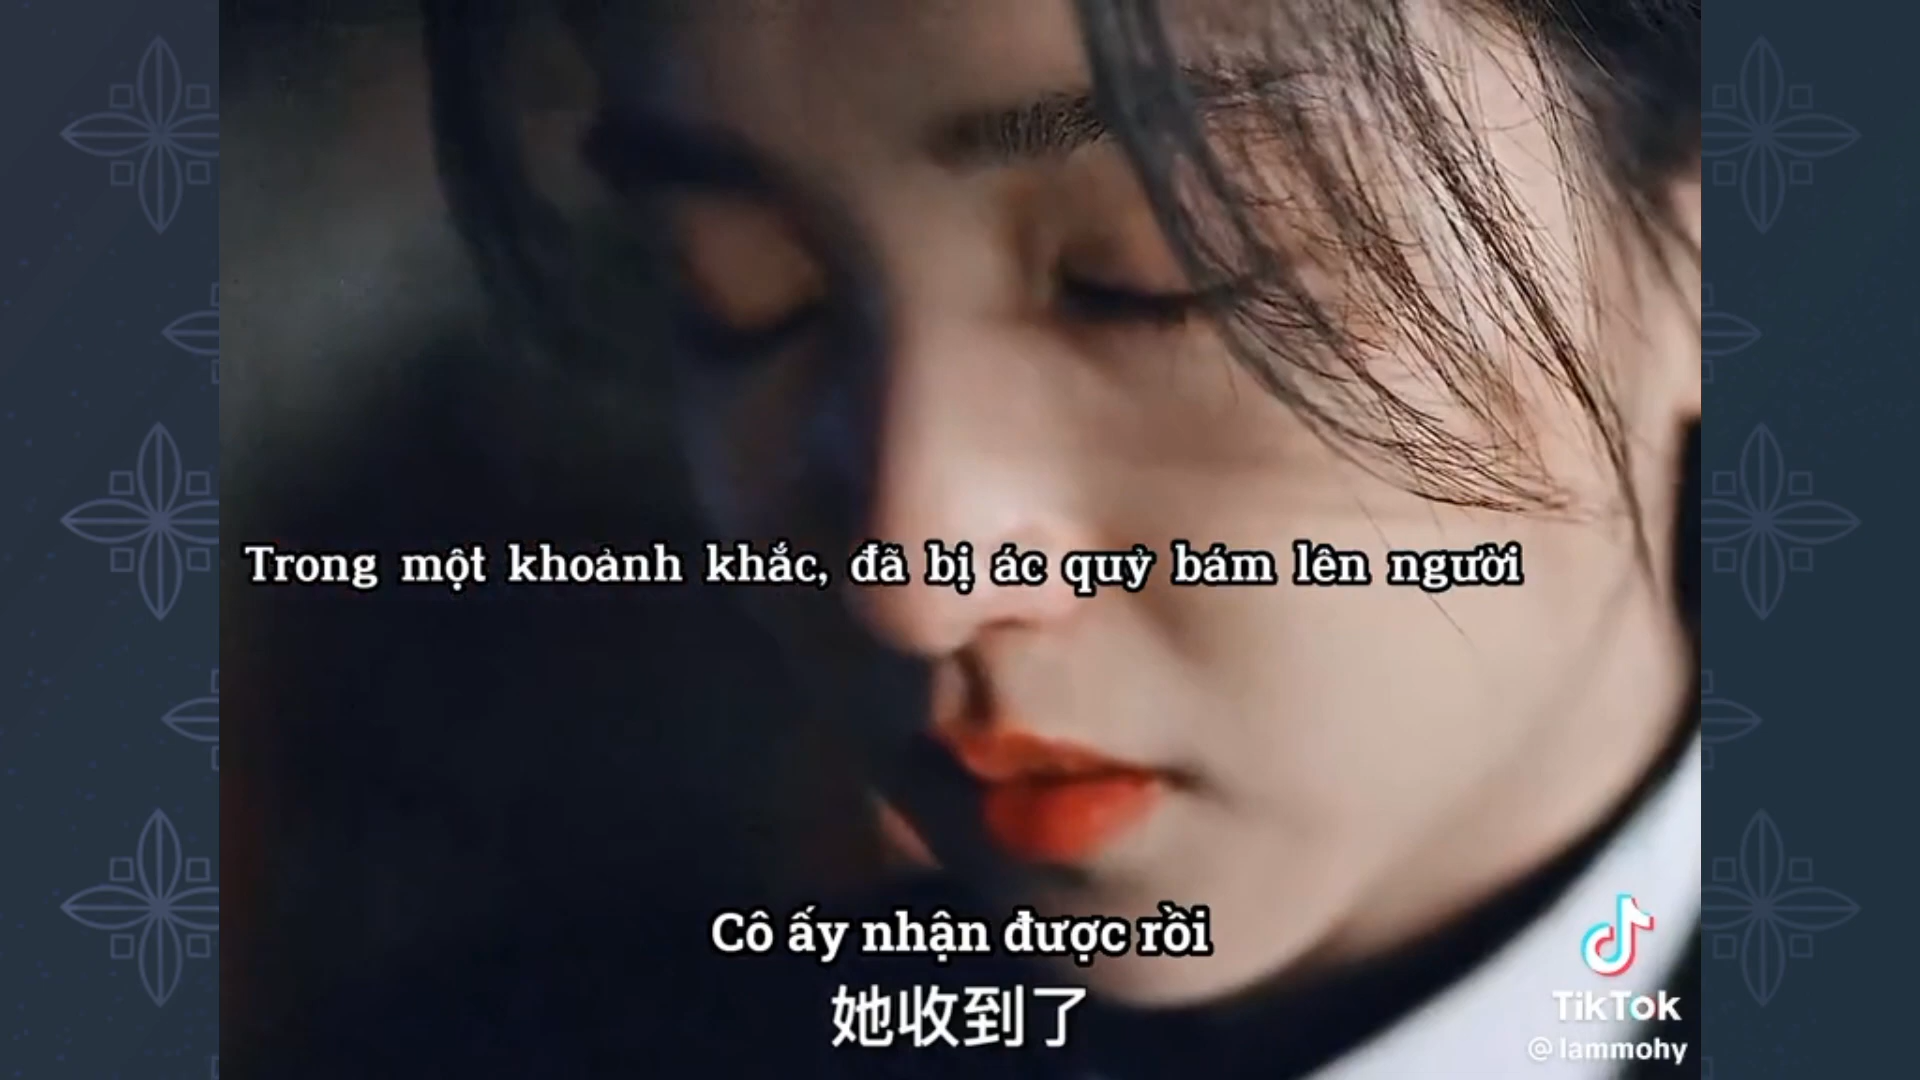 Trong một khoảnh khắc, đã bị ác quỷ bám lên người
Cô ấy nhận được rồi
她收到了
TikTok
@lammohy